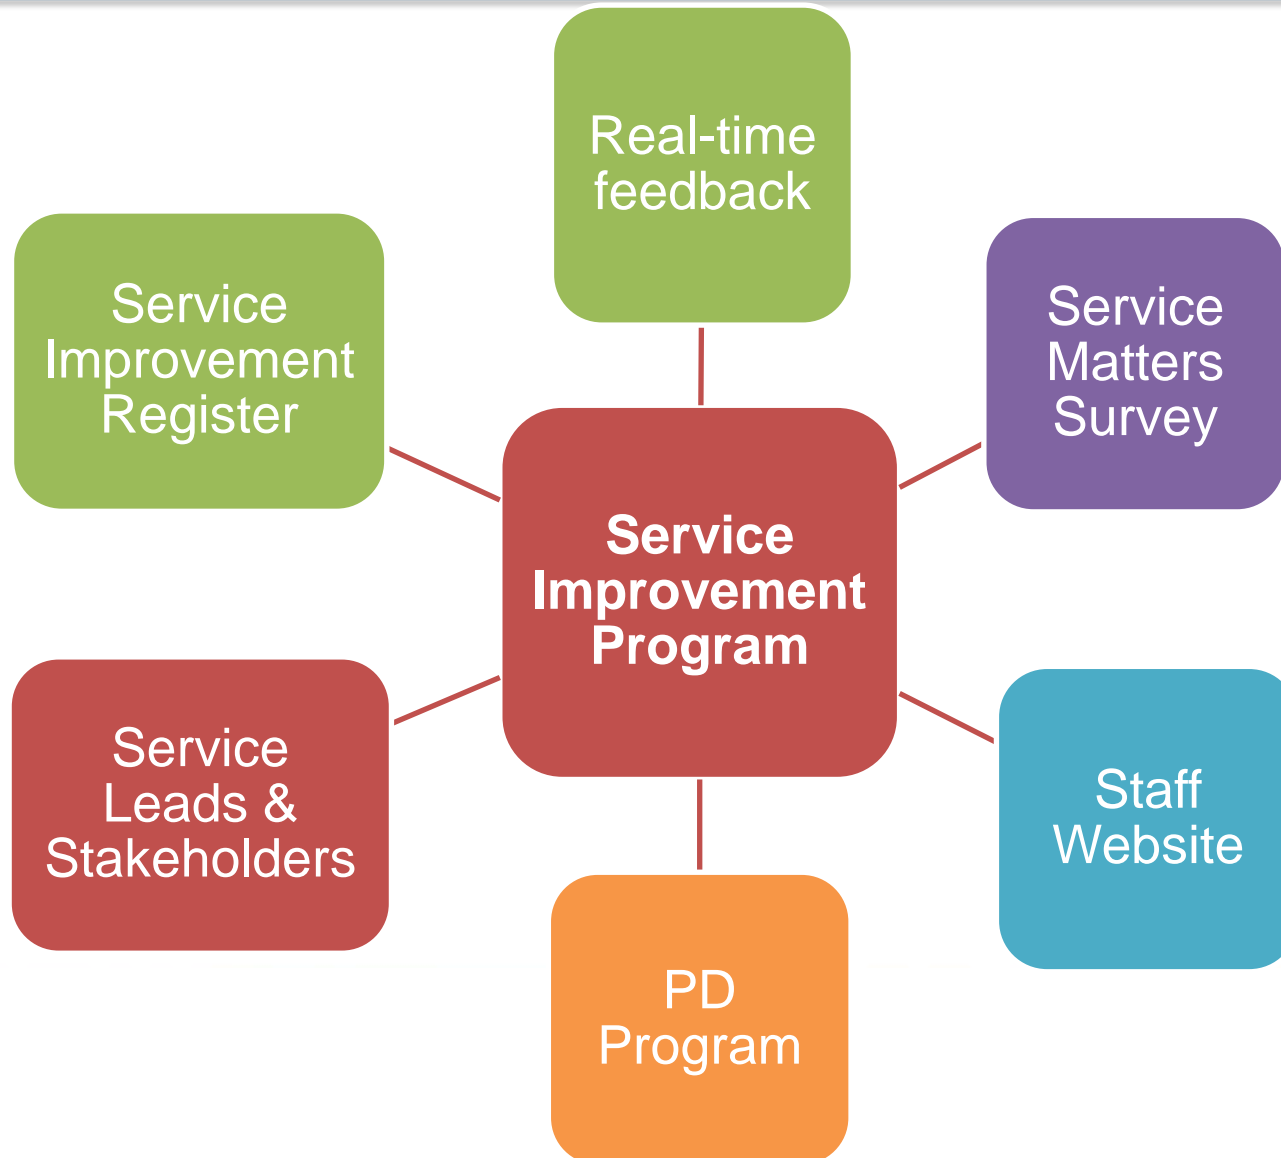 Real-time
feedback
Service
Improvement
Register
Service
Matters
Survey
Service
Improvement
Program
Service
Leads &
Stakeholders
Staff
Website
PD
Program